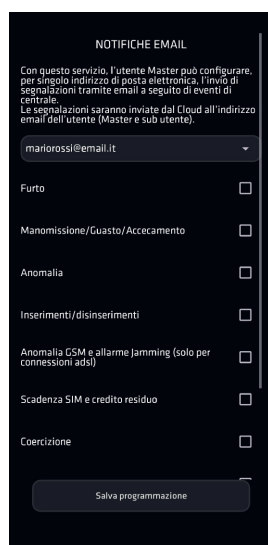 NOTIFICHE EMAIL
Con questo servizio, l'utente Master può configurare,
per singolo indirizzo di posta elettronica, l'invio di
segnalazioni tramite email a seguito di eventi di
centrale.
Le segnalazioni saranno inviate dal Cloud all'indirizzo
email dell'utente (Master e sub utente).
mariorossi@email.it
Furto
Manomissione/Guasto/Accecamento
Anomalia
Inserimenti/disinserimenti
Anomalia GSM e allarme Jamming (solo per
connessioni adsl)
Scadenza SIM e credito residuo
Coercizione
Salva programmazione